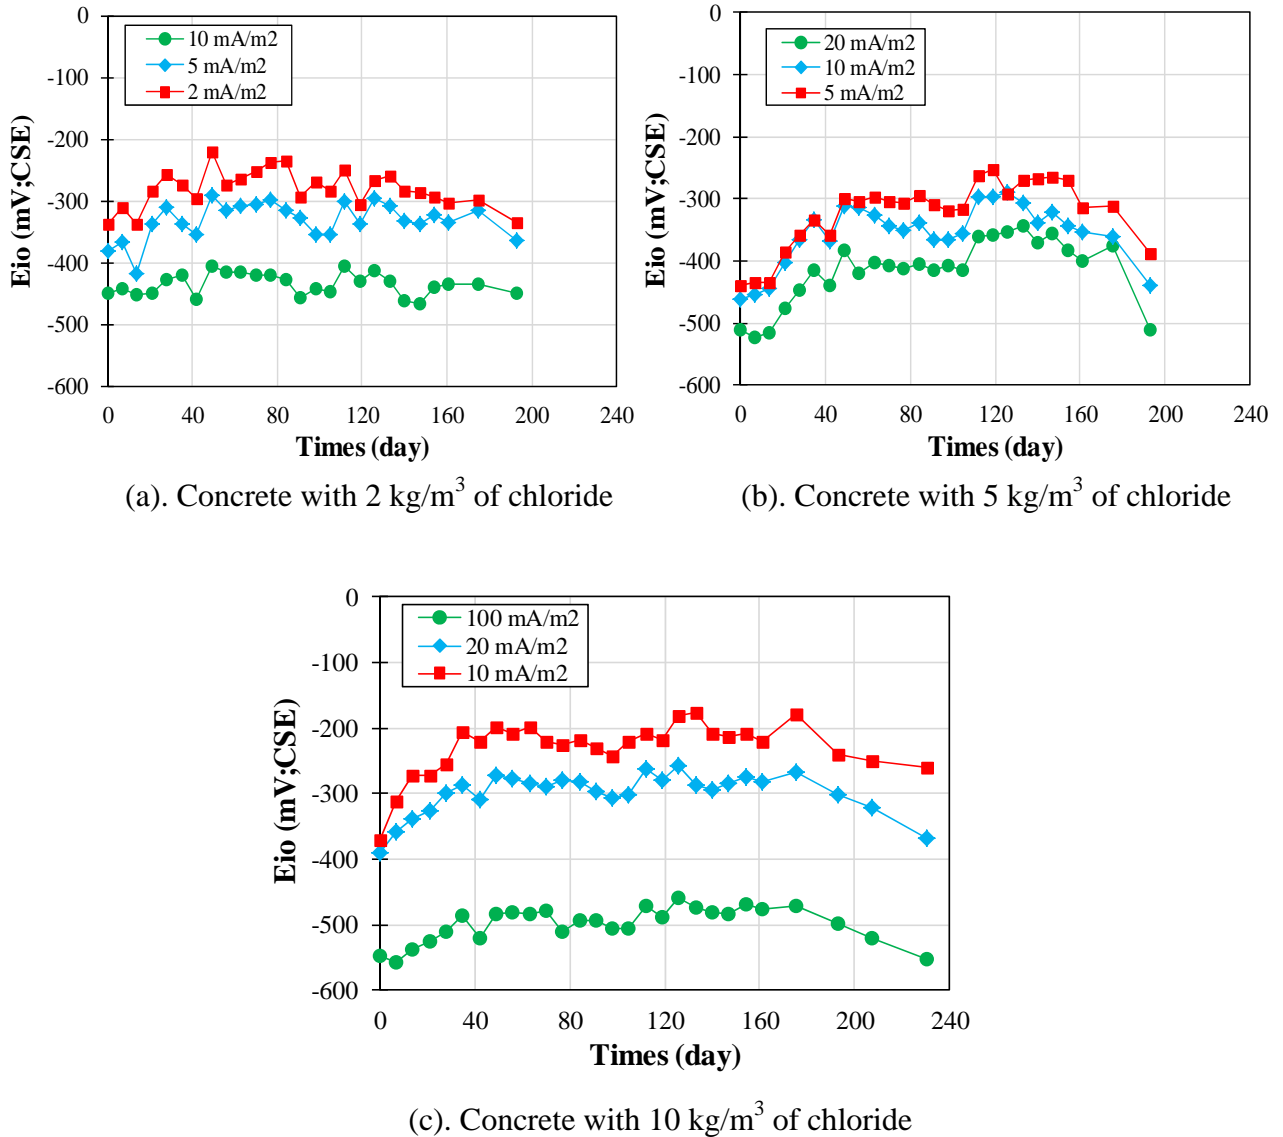 0
-100
-200
-300
-400
-500
-600
Eio (mV;CSE)
10 mA/m2
5 mA/m2
2 mA/m2
0 40 80 120 160 200 240
Times (day)
(a). Concrete with 2 kg/m³ of chloride
0
-100
-200
-300
-400
-500
-600
Eio (mV;CSE)
20 mA/m2
10 mA/m2
5 mA/m2
0 40 80 120 160 200 240
Times (day)
(b). Concrete with 5 kg/m³ of chloride
0
-100
-200
-300
-400
-500
-600
Eio (mV;CSE)
100 mA/m2
20 mA/m2
10 mA/m2
0 40 80 120 160 200 240
Times (day)
(c). Concrete with 10 kg/m³ of chloride